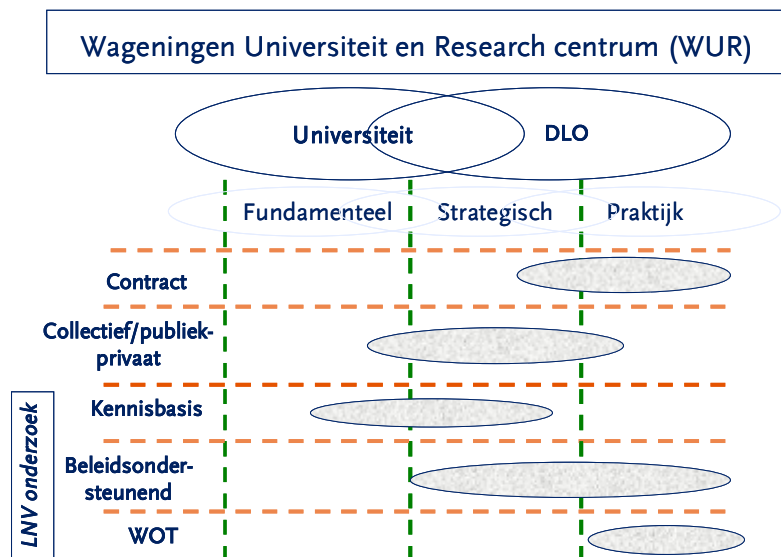 Wageningen Universiteit en Research centrum (WUR)
Universiteit DLO
Fundamenteel Strategisch Praktijk
Contract
Collectief/publiek-
privaat
Kennisbasis
Beleidsonder-
steunend
WOT
LNV onderzoek